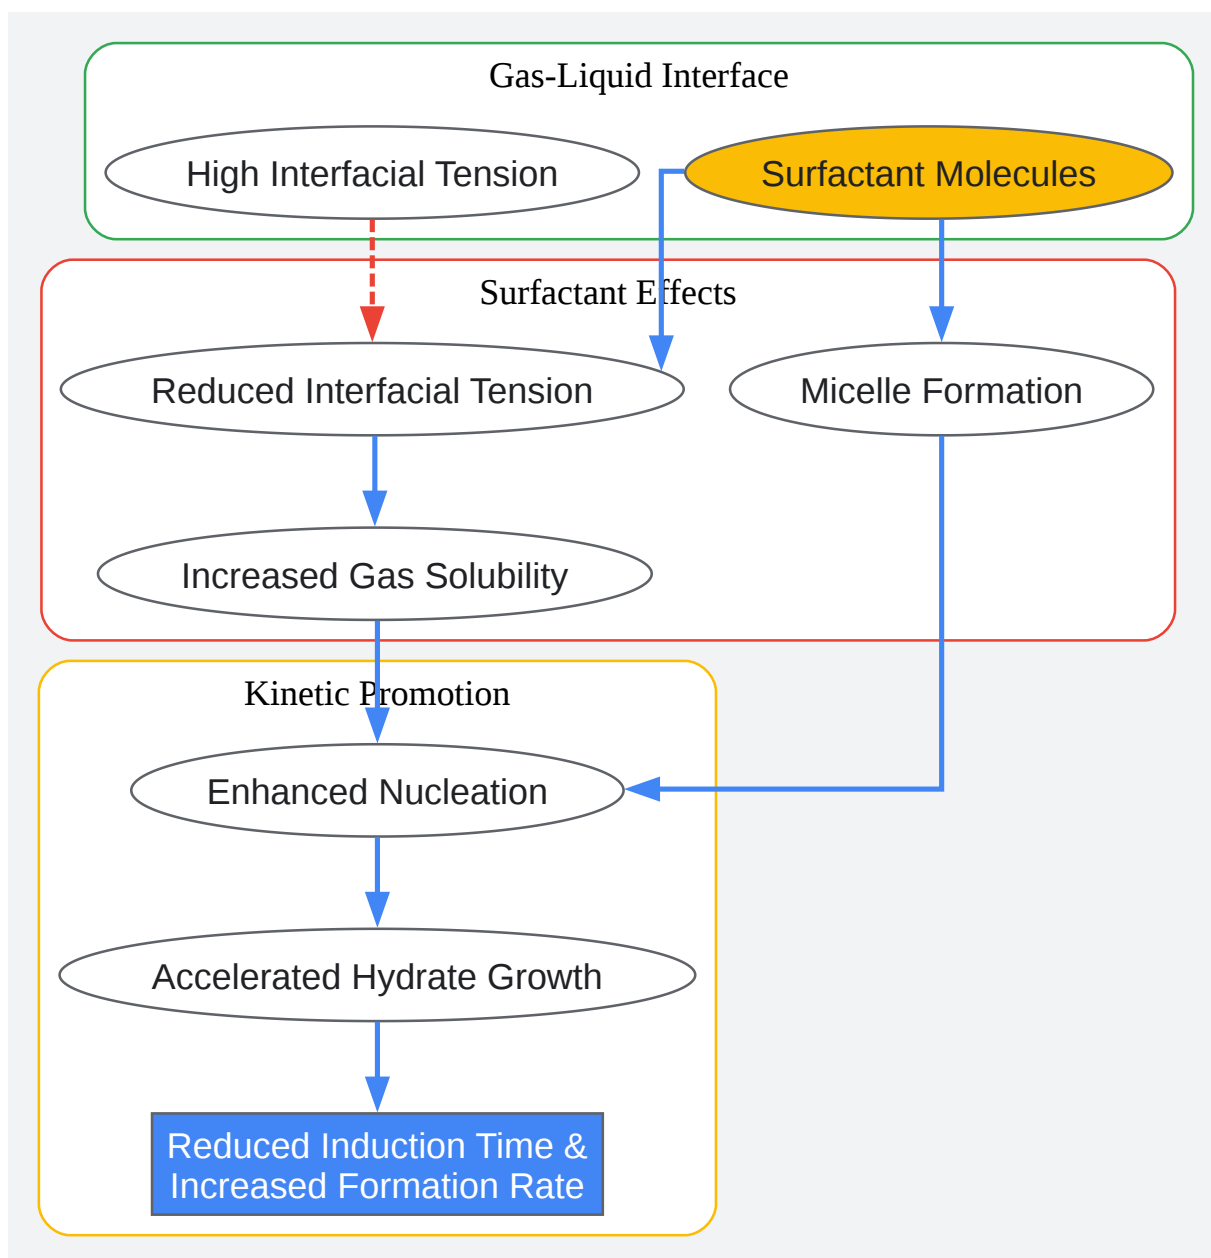 Gas-Liquid Interface
High Interfacial Tension
Surfactant Molecules
Surfactant Effects
Reduced Interfacial Tension
Micelle Formation
Increased Gas Solubility
Kinetic Promotion
Enhanced Nucleation
Accelerated Hydrate Growth
Reduced Induction Time &
Increased Formation Rate